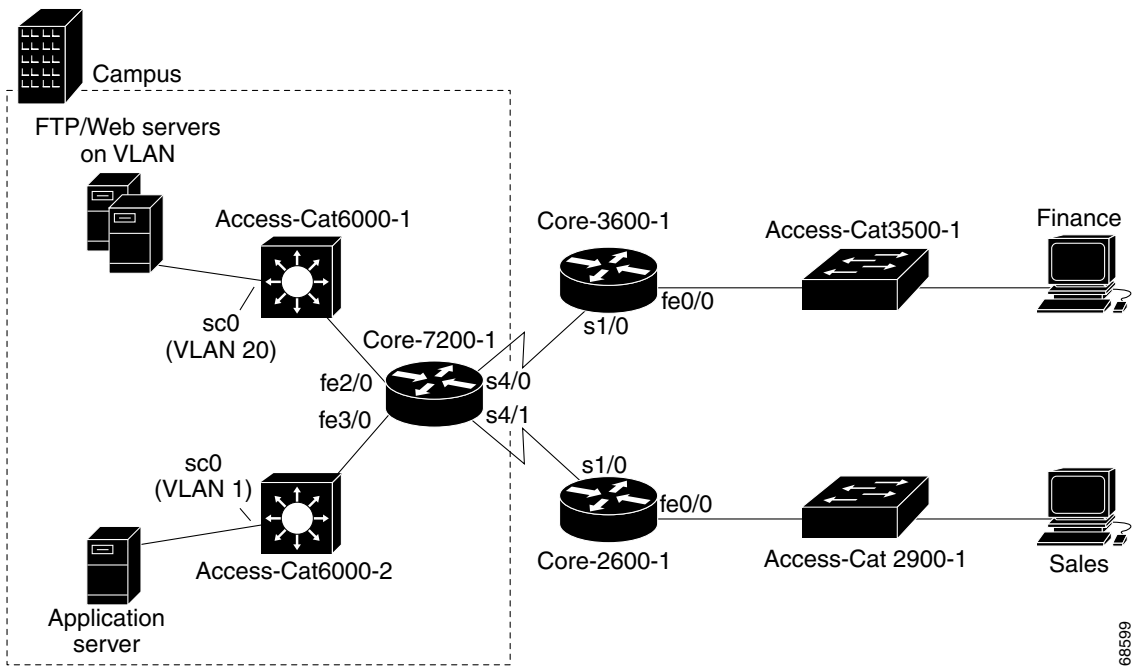 Campus
FTP/Web servers
on VLAN
Access-Cat6000-1
sc0
(VLAN 20)
Core-7200-1
fe2/0
fe3/0
s4/0
s4/1
sc0
(VLAN 1)
Access-Cat6000-2
Application
server
Core-3600-1
s1/0
fe0/0
Access-Cat3500-1
Finance
s1/0
fe0/0
Core-2600-1
Access-Cat 2900-1
Sales
68599